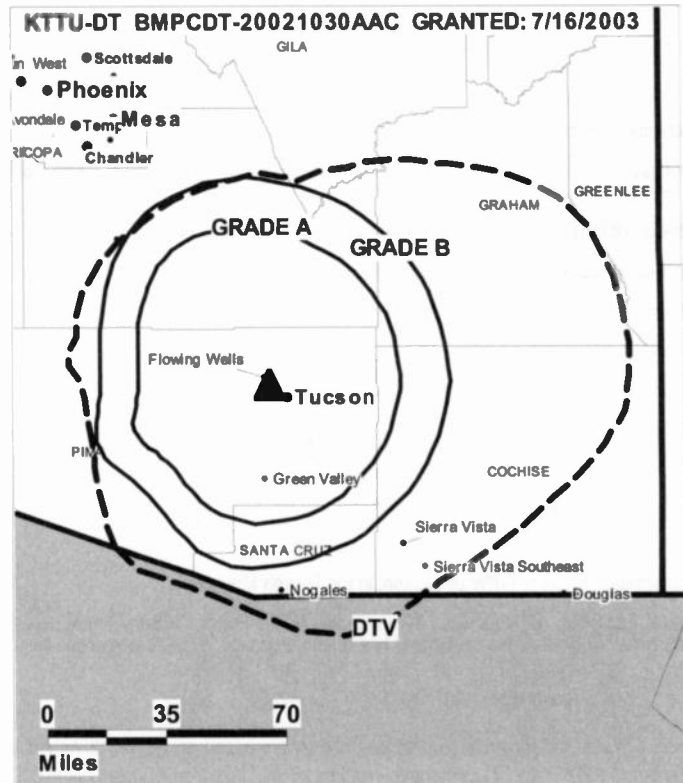 KTTU-DT BMPCDT-20021030AAC GRANTED: 7/16/2003
GILA
Scottsdale
West
Phoenix
Mesa
Chandler
GRAHAM
GREENLEE
GRADE A
GRADE B
Flowing Wells
Tucson
Green Valley
COCHISE
Sierra Vista
SANTA CRUZ
Sierra Vista Southeast
Nogales
Douglas
DTV
0 35 70
Miles